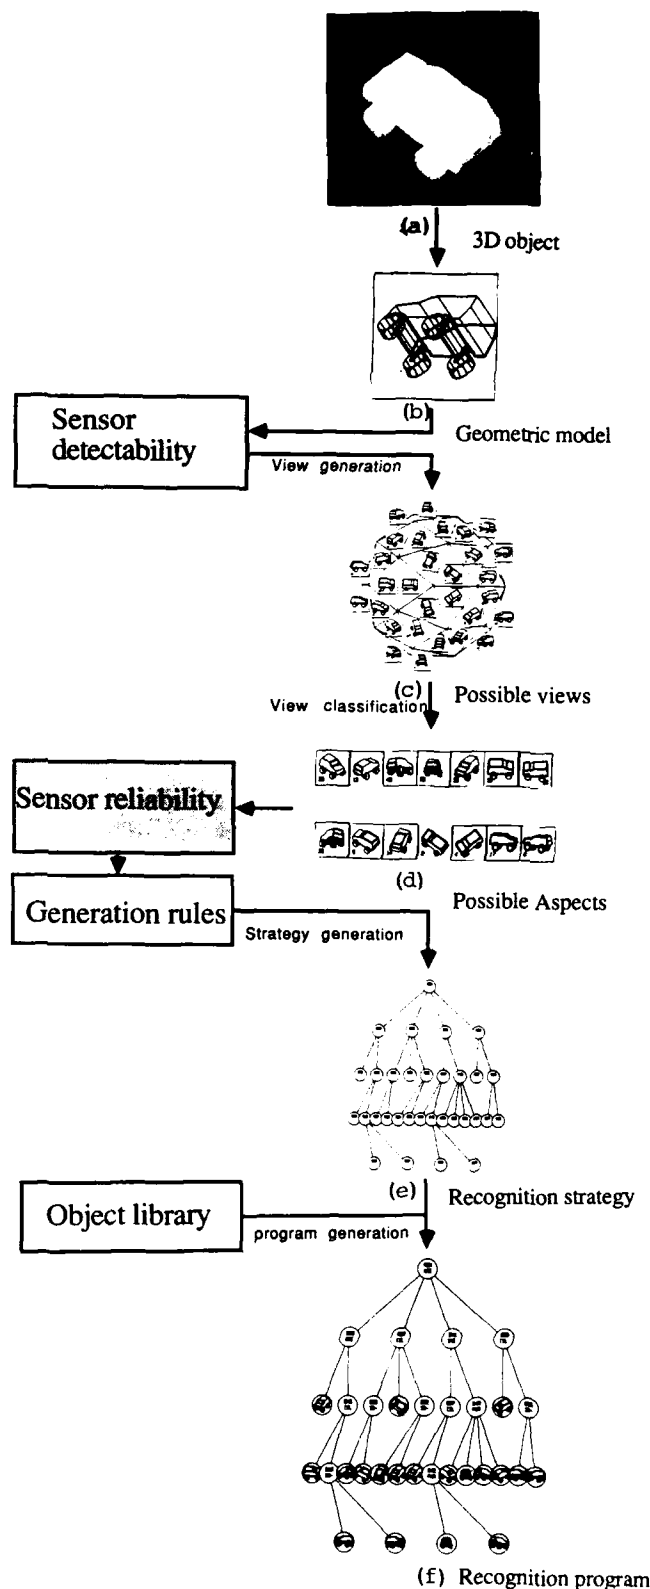 (a)
3D object
(b)
Sensor
detectability
Geometric model
View generation
(c)
Possible views
View classification
Sensor reliability
(d)
Possible Aspects
Generation rules
Strategy generation
(e)
Recognition strategy
Object library
program generation
(f) Recognition program